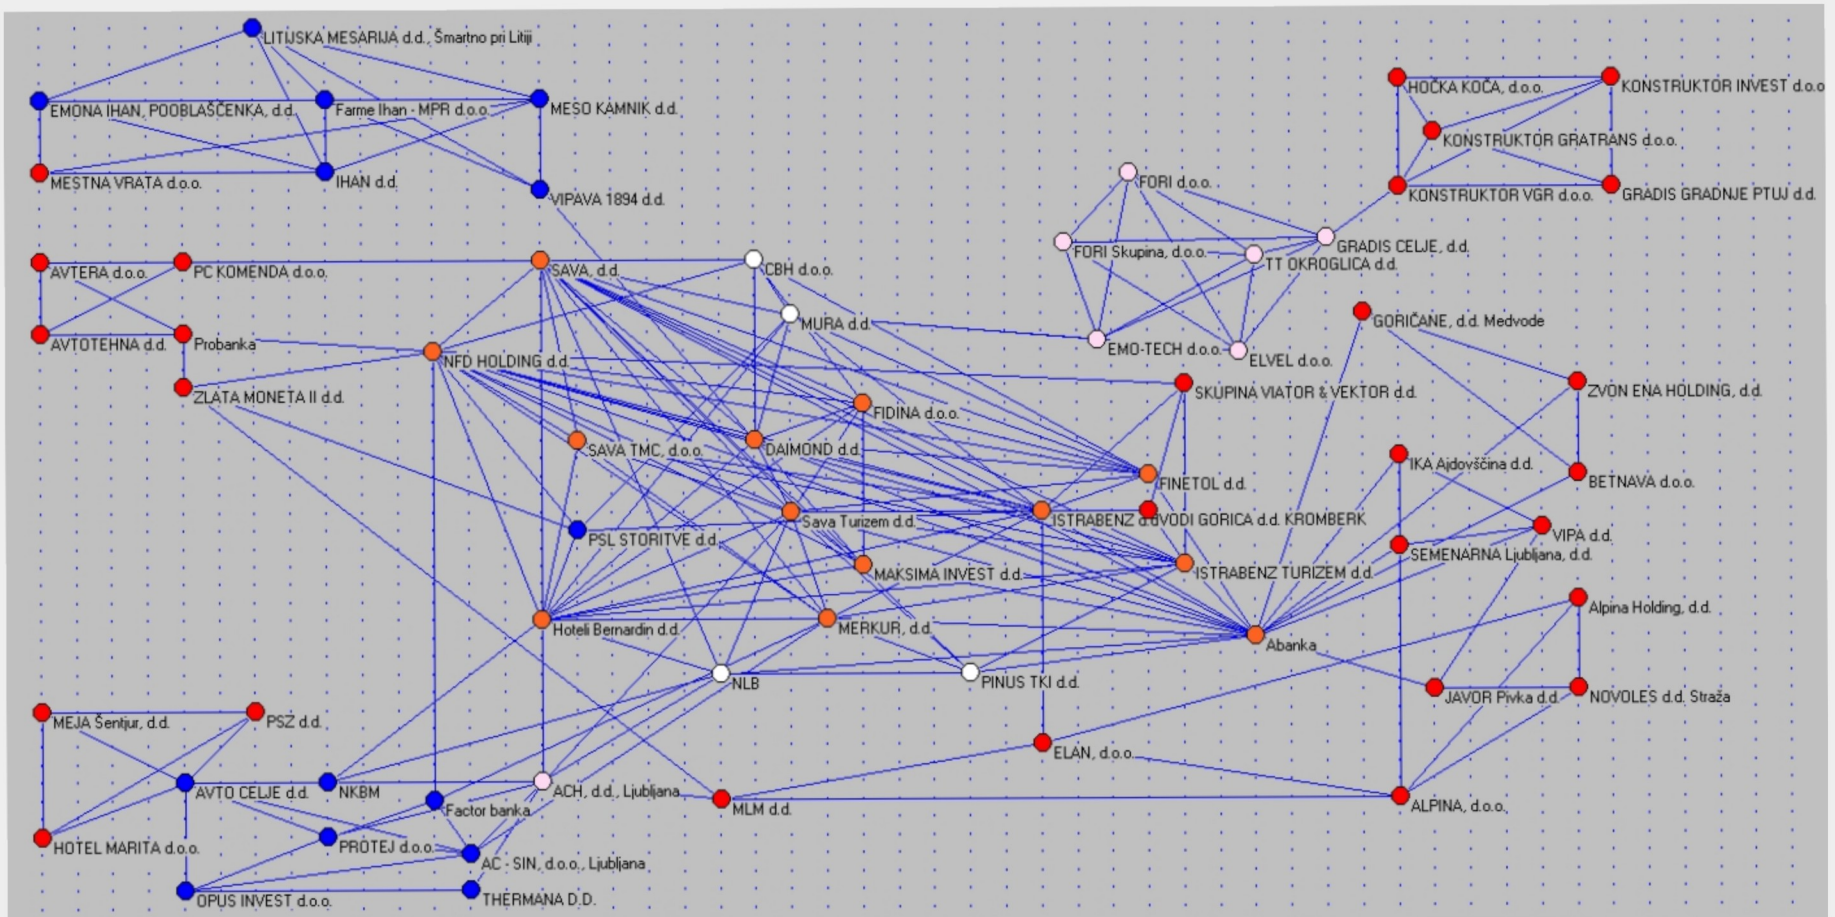 LITIJSKA MESARIJA d.d., Šmartno pri Litiji
EMONA IHAN, POOBLAŠČENKA, d.d.
Farme Ihan - MPR d.o.o.
MESO KAMNIK d.d.
HOČKA KOČA, d.o.o.
KONSTRUKTOR INVEST d.o.o
KONSTRUKTOR GRATRANS d.o.o.
MESTNA VRATA d.o.o.
IHAN d.d.
VIPAVA 1894 d.d.
FORI d.o.o.
KONSTRUKTOR VGR d.o.o.
GRADIS GRADNJE PTUJ d.d.
FORI Skupina, d.o.o.
GRADIS CELJE, d.d.
TT OKROGLICA d.d.
AVTERA d.o.o.
PC KOMENDA d.o.o.
SAVA, d.d.
CBH d.o.o.
MURA d.d.
GORIČANE, d.d. Medvode
AVTOTEHNA d.d.
Probanka
NFD HOLDING d.d.
EMO-TECH d.o.o.
ELVEL d.o.o.
ZLATA MONETA II d.d.
SKUPINA VIATOR & VEKTOR d.d.
ZVON ENA HOLDING, d.d.
FIDINA d.o.o.
SAVA TMC, d.o.o.
DAIMOND d.d.
IKA Ajdovščina d.d.
FINETOL d.d.
BETNAVA d.o.o.
Sava Turizem d.d.
ISTRABENZ d.d.
VODI GORICA d.d. KROMBERK
PSL STORITVE d.d.
VIPA d.d.
SEMENARNA Ljubljana, d.d.
MAKSIMA INVEST d.d.
ISTRABENZ TURIZEM d.d.
Alpina Holding, d.d.
Hoteli Bernardin d.d.
MERKUR, d.d.
Abanka
NLB
PINUS TKI d.d.
JAVOR Pivka d.d.
NOVOLES d.d. Straža
MEJA Šentjur, d.d.
PSZ d.d.
ELAN, d.o.o.
AVTO CELJE d.d.
NKBM
ACH, d.d., Ljubljana
Factor banka
MLM d.d.
ALPINA, d.o.o.
HOTEL MARITA d.o.o.
PROTEJ d.o.o.
AC - SIN, d.o.o., Ljubljana
OPUS INVEST d.o.o.
THERMANA D.D.